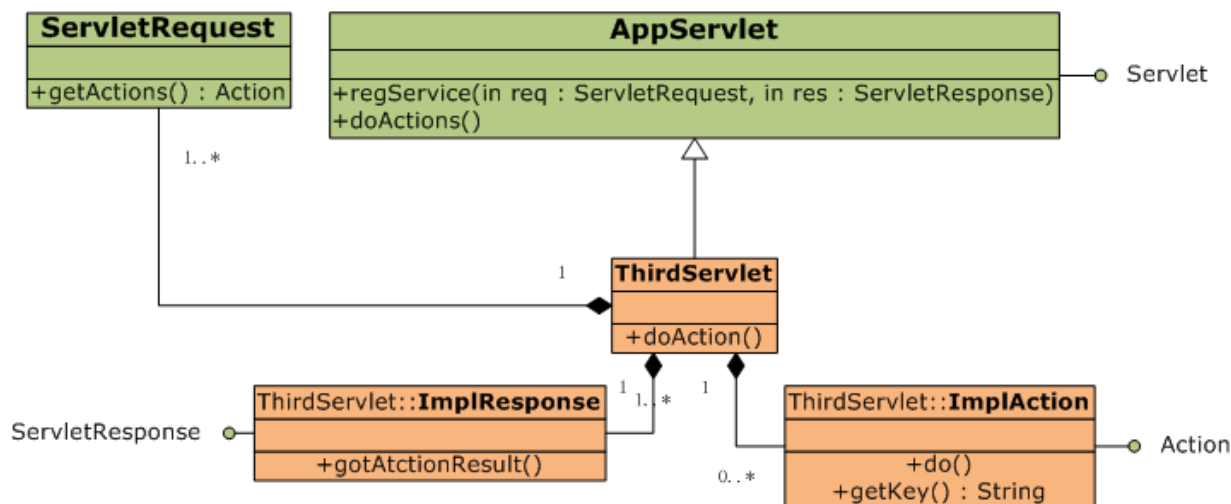 ServletRequest
+getActions() : Action
AppServlet
+regService(in req : ServletRequest, in res : ServletResponse)
+doActions()
Servlet
1..*
1
ThirdServlet
+doAction()
1
1..*
1
ThirdServlet::ImplResponse
+gotAtctionResult()
ServletResponse
ThirdServlet::ImplAction
+do()
+getKey() : String
Action
0..*